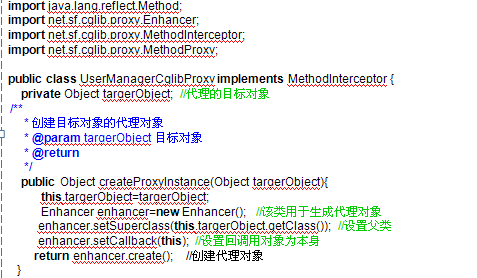 import java.lang.reflect.Method;
import net.sf.cglib.proxy.Enhancer;
import net.sf.cglib.proxy.MethodInterceptor;
import net.sf.cglib.proxy.MethodProxy;
public class UserManagerCglibProxy implements MethodInterceptor {
private Object targerObject; //代理的目标对象
/**
* 创建目标对象的代理对象
* @param targerObject 目标对象
* @return
*/
public Object createProxyInstance(Object targerObject){
this.targerObject=targerObject;
Enhancer enhancer=new Enhancer(); //该类用于生成代理对象
enhancer.setSuperclass(this.targerObject.getClass()); //设置父类
enhancer.setCallback(this); //设置回调用对象为本身
return enhancer.create(); //创建代理对象
}